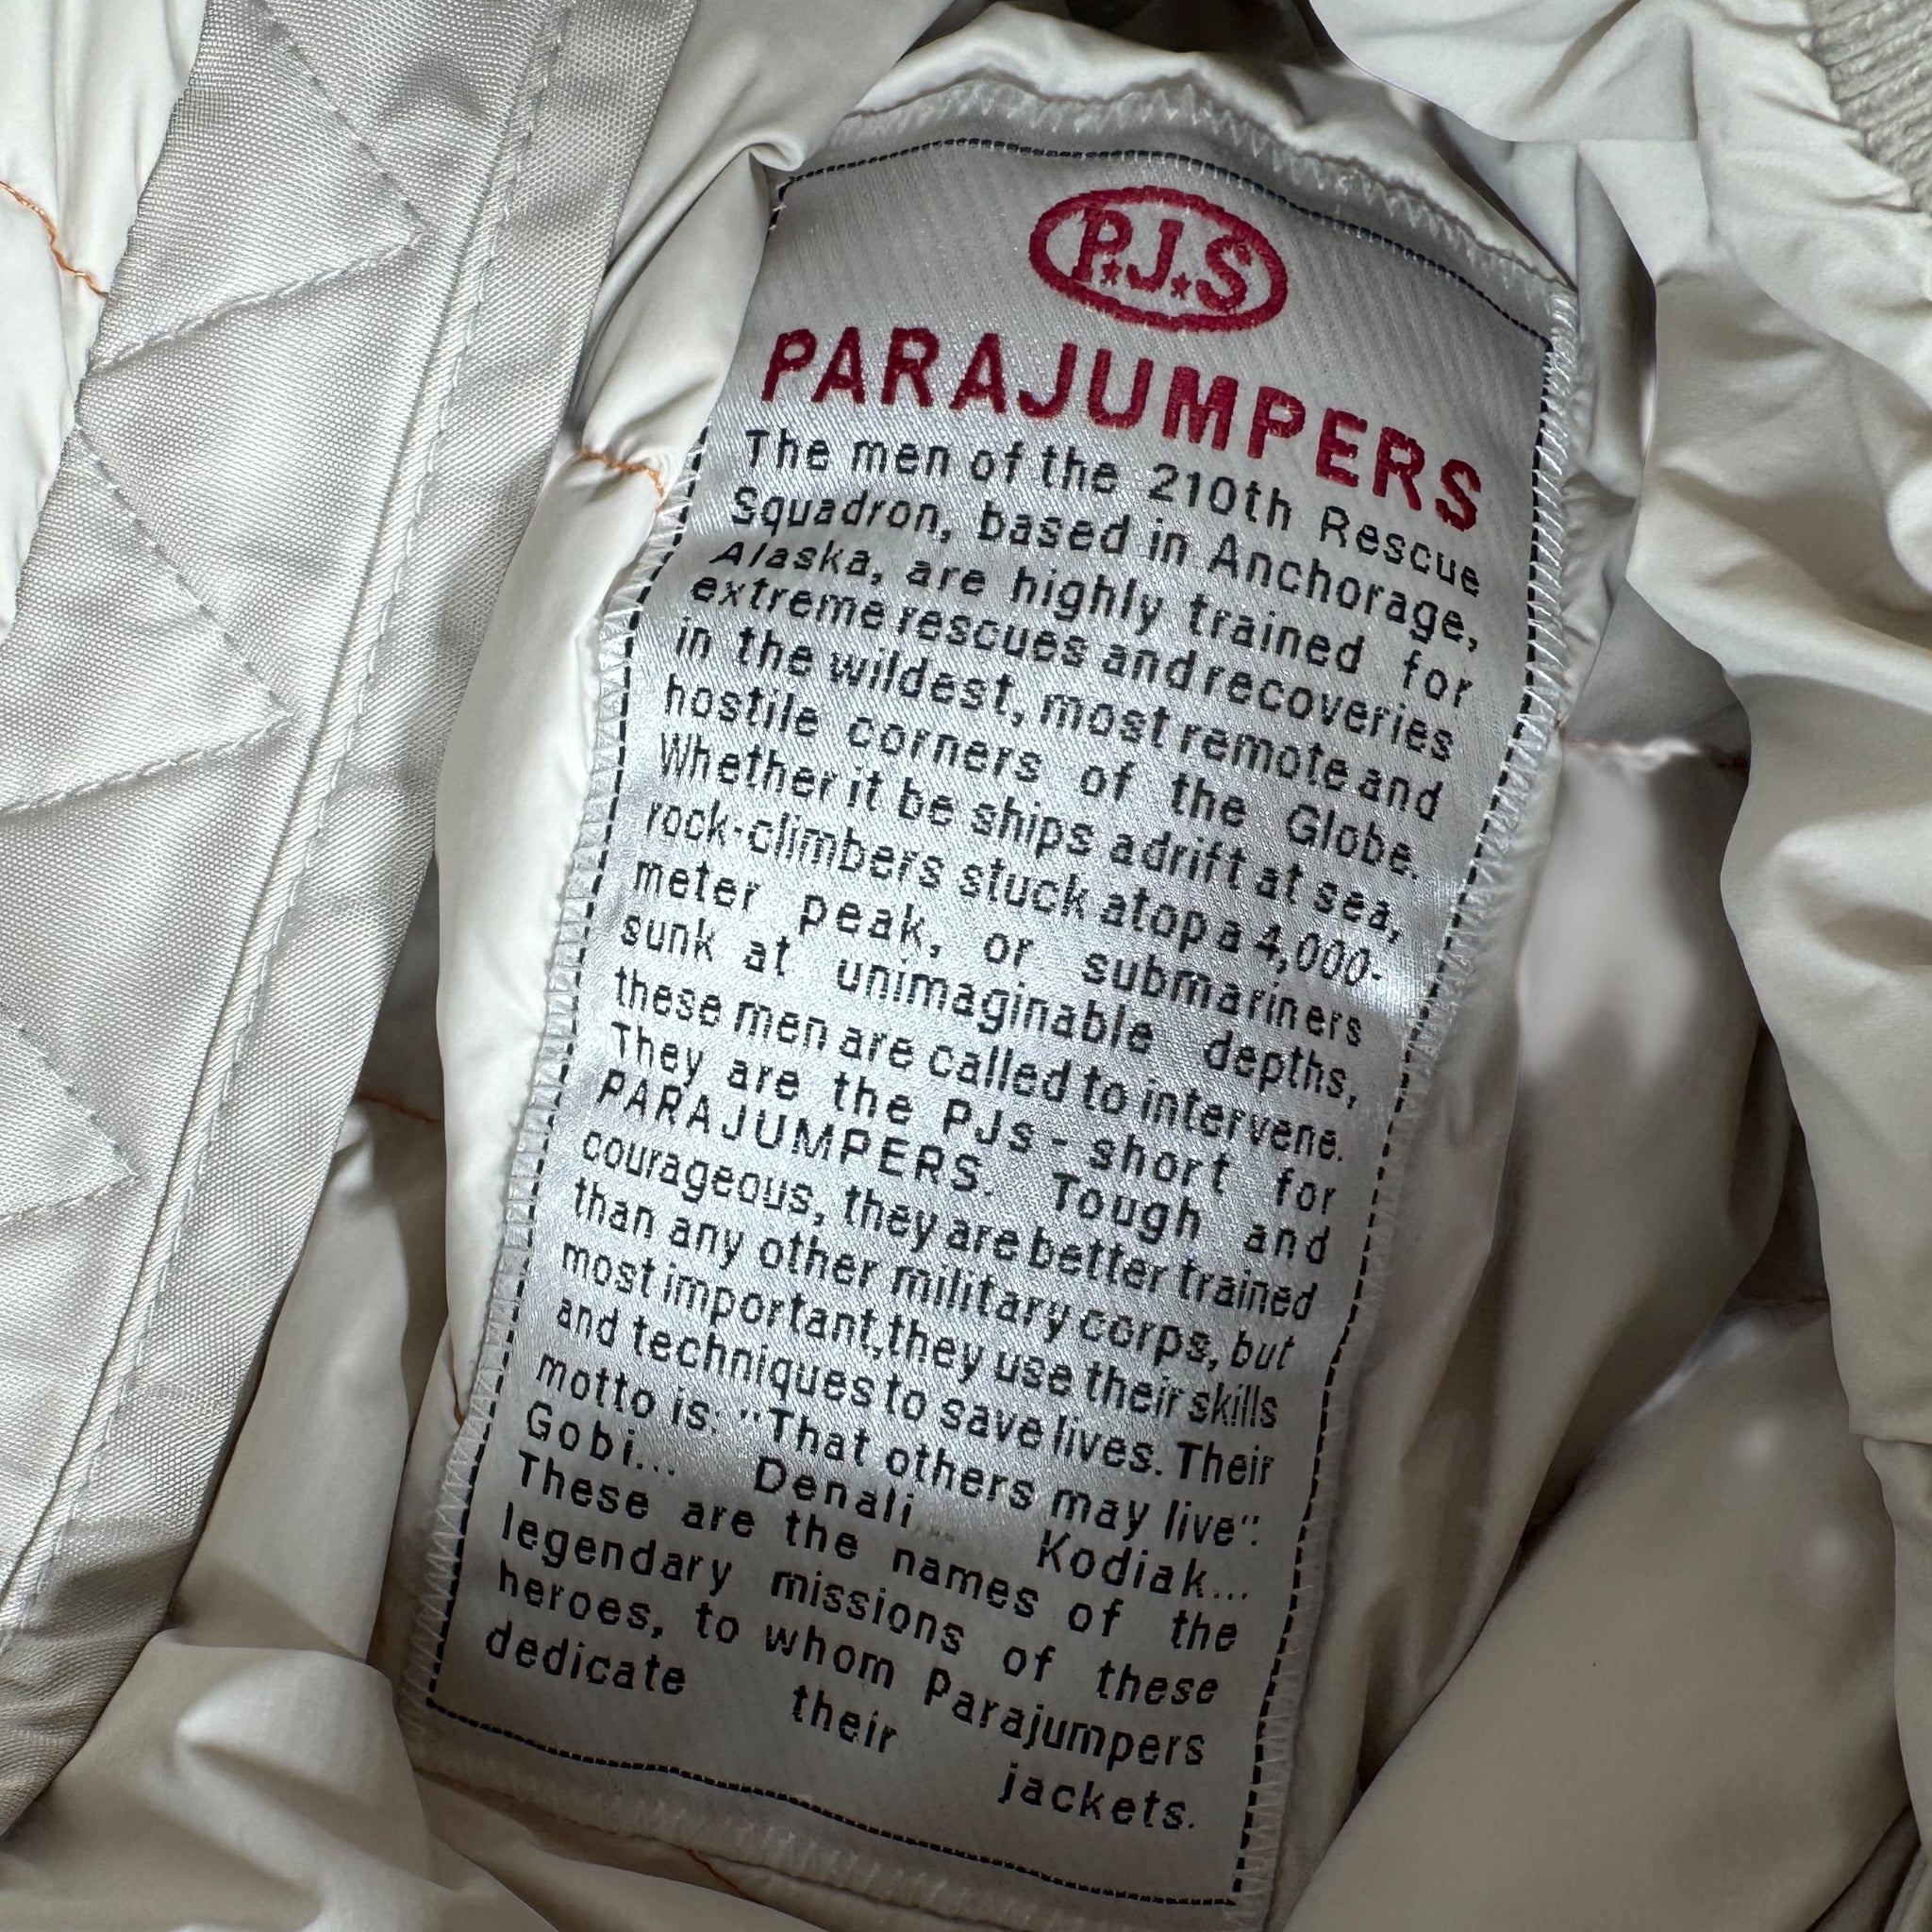 P.J.S
PARAJUMPERS
The men of the 210th Rescue
Squadron, based in Anchorage,
Alaska, are highly trained for
extreme rescues and recoveries
in the wildest, most remote and
hostile corners of the Globe.
Whether it be ships adrift at sea,
rock-climbers stuck atop a 4,000-
meter peak, or submariners
sunk at unimaginable depths,
these men are called to intervene.
They are the PJs - short for
PARAJUMPERS. Tough and
courageous, they are better trained
than any other military corps, but
most important,they use their skills
and techniques to save lives. Their
motto is: "That others may live".
Gobi... Denali... Kodiak...
These are the names of the
legendary missions of these
heroes, to whom Parajumpers
dedicate their jackets.